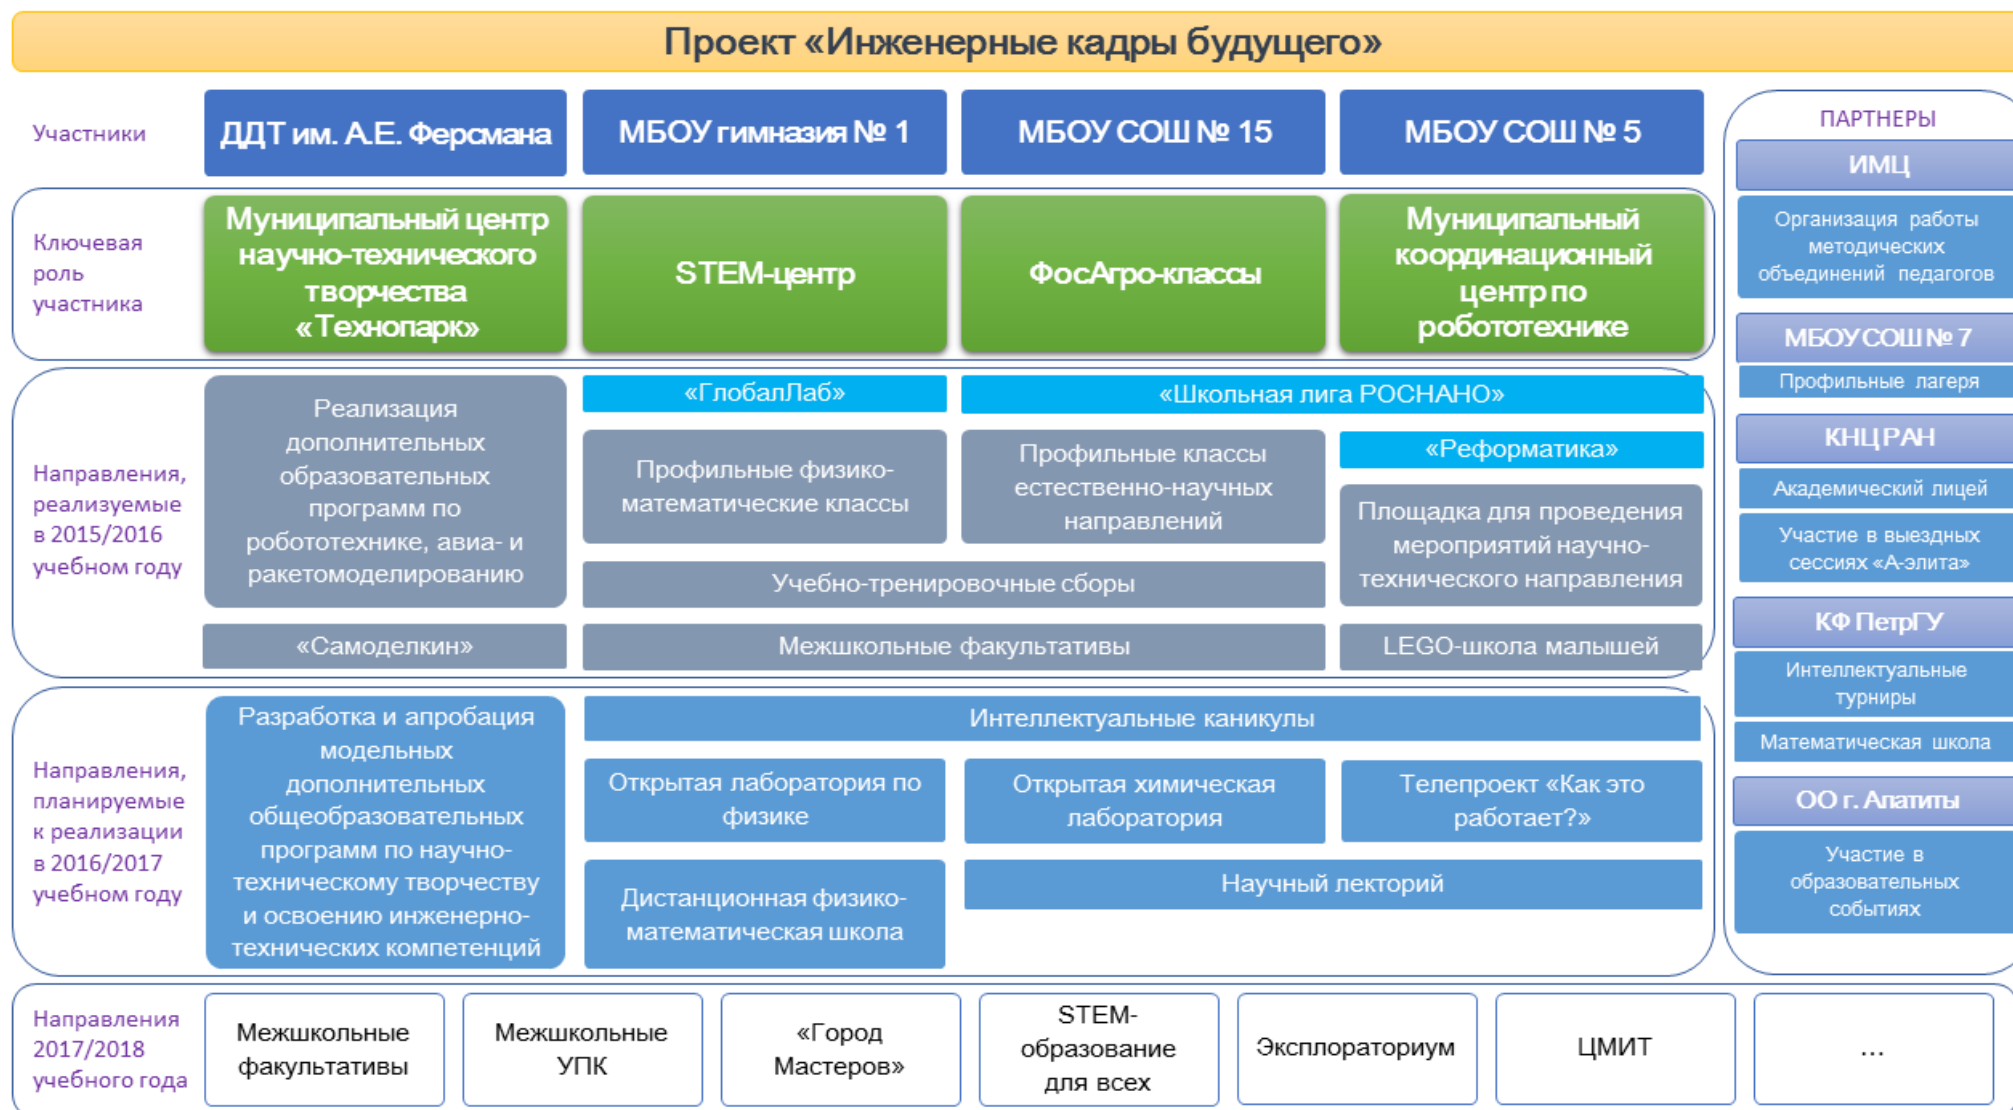 Проект «Инженерные кадры будущего»
Участники
ДДТ им. А.Е. Ферсмана
МБОУ гимназия № 1
МБОУ СОШ № 15
МБОУ СОШ № 5
Ключевая
роль
участника
Муниципальный центр
научно-технического
творчества
«Технопарк»
STEM-центр
ФосАгро-классы
Муниципальный
координационный
центр по
робототехнике
Направления,
реализуемые
в 2015/2016
учебном году
Реализация
дополнительных
образовательных
программ по
робототехнике, авиа- и
ракетомоделированию
«Самоделкин»
«ГлобалЛаб»
«Школьная лига РОСНАНО»
Профильные физико-
математические классы
Профильные классы
естественно-научных
направлений
«Реформатика»
Площадка для проведения
мероприятий научно-
технического направления
Учебно-тренировочные сборы
Межшкольные факультативы
LEGO-школа малышей
Направления,
планируемые
к реализации
в 2016/2017
учебном году
Разработка и апробация
модельных
дополнительных
общеобразовательных
программ по научно-
техническому творчеству
и освоению инженерно-
технических компетенций
Интеллектуальные каникулы
Открытая лаборатория по
физике
Открытая химическая
лаборатория
Телепроект «Как это
работает?»
Дистанционная физико-
математическая школа
Научный лекторий
Направления
2017/2018
учебного года
Межшкольные
факультативы
Межшкольные
УПК
«Город
Мастеров»
STEM-
образование
для всех
Эксплораториум
ЦМИТ
...
ПАРТНЕРЫ
ИМЦ
Организация работы
методических
объединений педагогов
МБОУ СОШ № 7
Профильные лагеря
КНЦ РАН
Академический лицей
Участие в выездных
сессиях «А-элита»
КФ ПетрГУ
Интеллектуальные
турниры
Математическая школа
ОО г. Апатиты
Участие в
образовательных
событиях